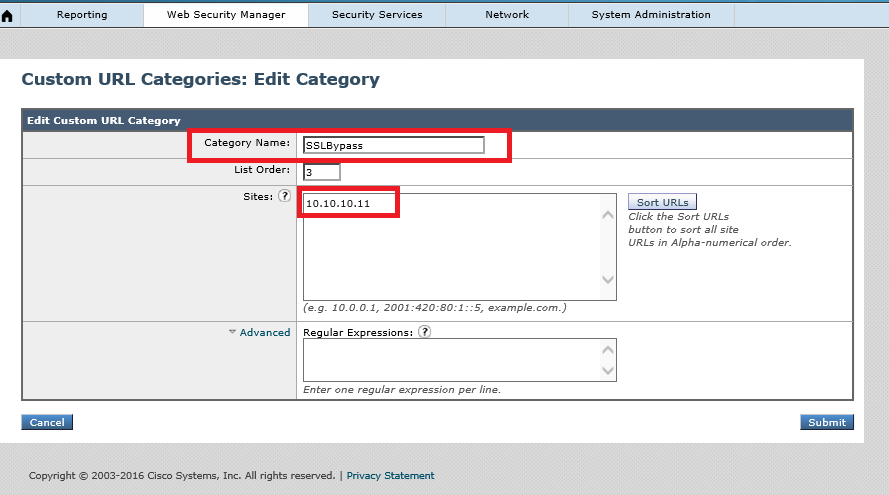 Reporting Web Security Manager Security Services Network System Administration
Custom URL Categories: Edit Category
Edit Custom URL Category
Category Name: SSLBypass
List Order: 3
Sites: ? 10.10.10.11 Sort URLs
Click the Sort URLs
button to sort all site
URLs in Alpha-numerical order.
(e.g. 10.0.0.1, 2001:420:80:1::5, example.com.)
Advanced Regular Expressions: ?
Enter one regular expression per line.
Cancel Submit
Copyright © 2003-2016 Cisco Systems, Inc. All rights reserved. | Privacy Statement